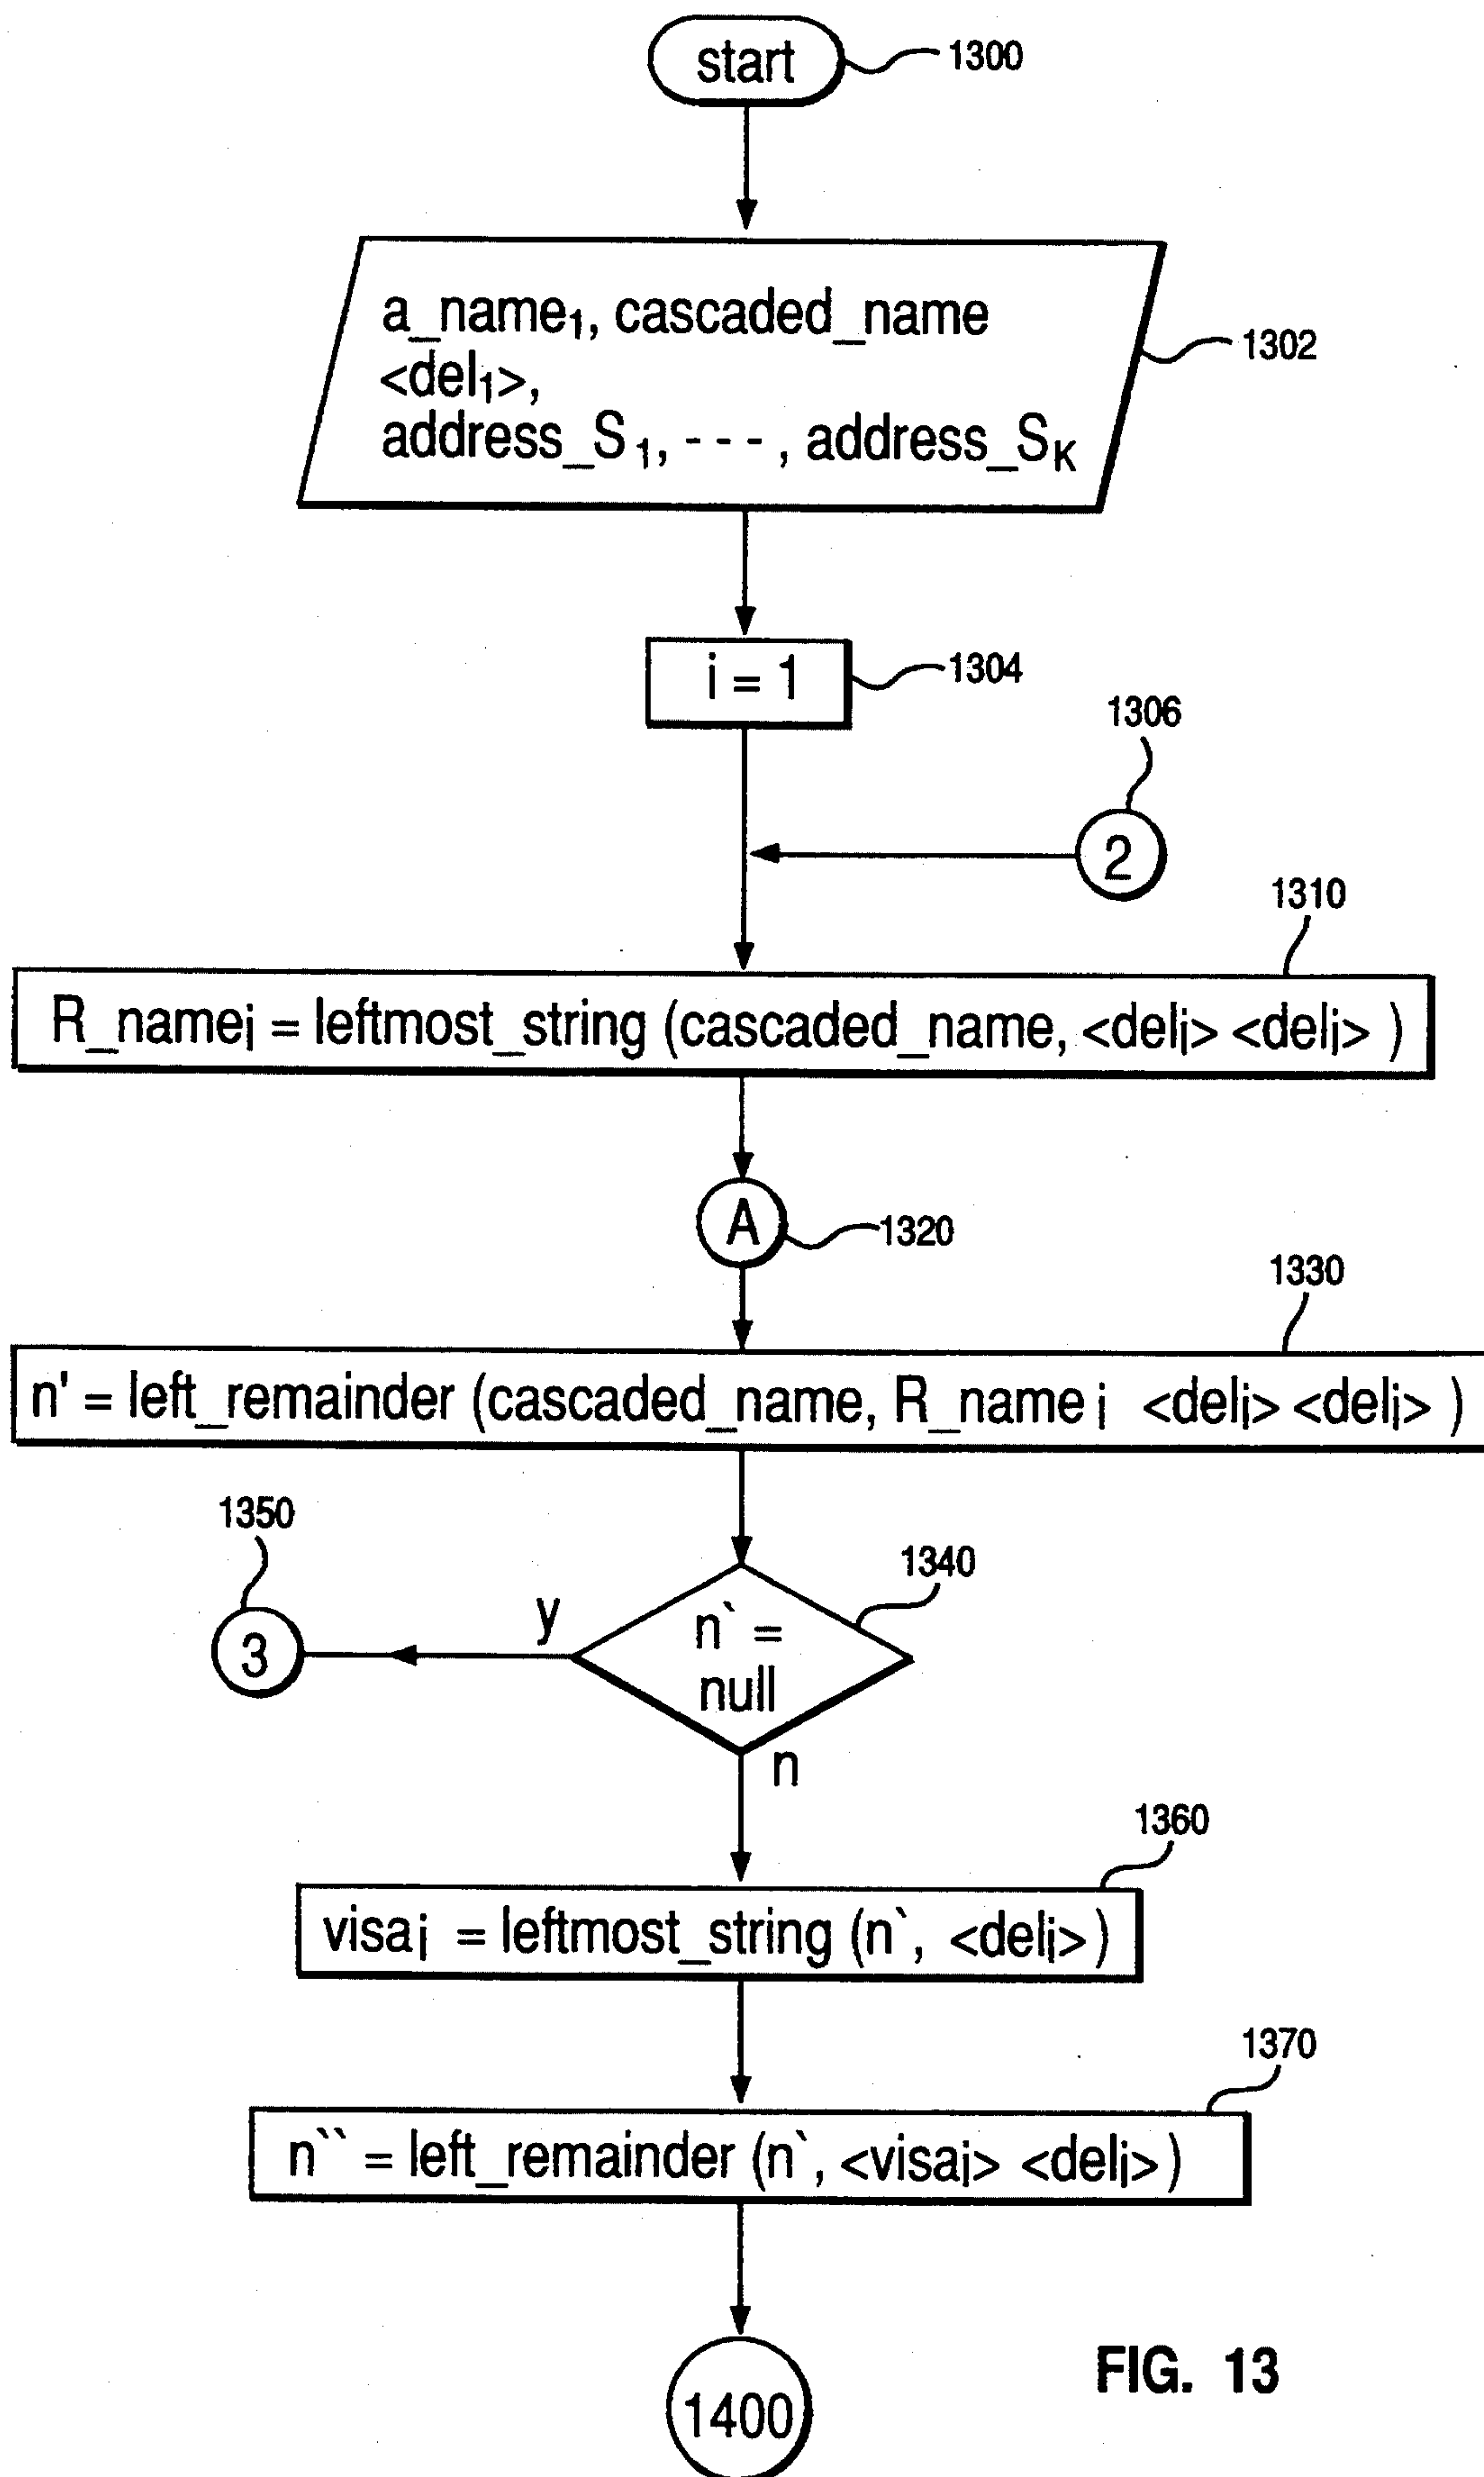 start
1300
a_name₁, cascaded_name
<del₁>,
address_S₁, - - - , address_Sₖ
1302
i = 1
1304
1306
2
1310
R_nameᵢ = leftmost_string (cascaded_name, <delᵢ> <delᵢ> )
A
1320
1330
n' = left_remainder (cascaded_name, R_name i <delᵢ> <delᵢ> )
1350
1340
y
3
n` =
null
n
1360
visaᵢ = leftmost_string (n`, <delᵢ>)
1370
n`` = left_remainder (n`, <visaᵢ> <delᵢ>)
FIG. 13
1400